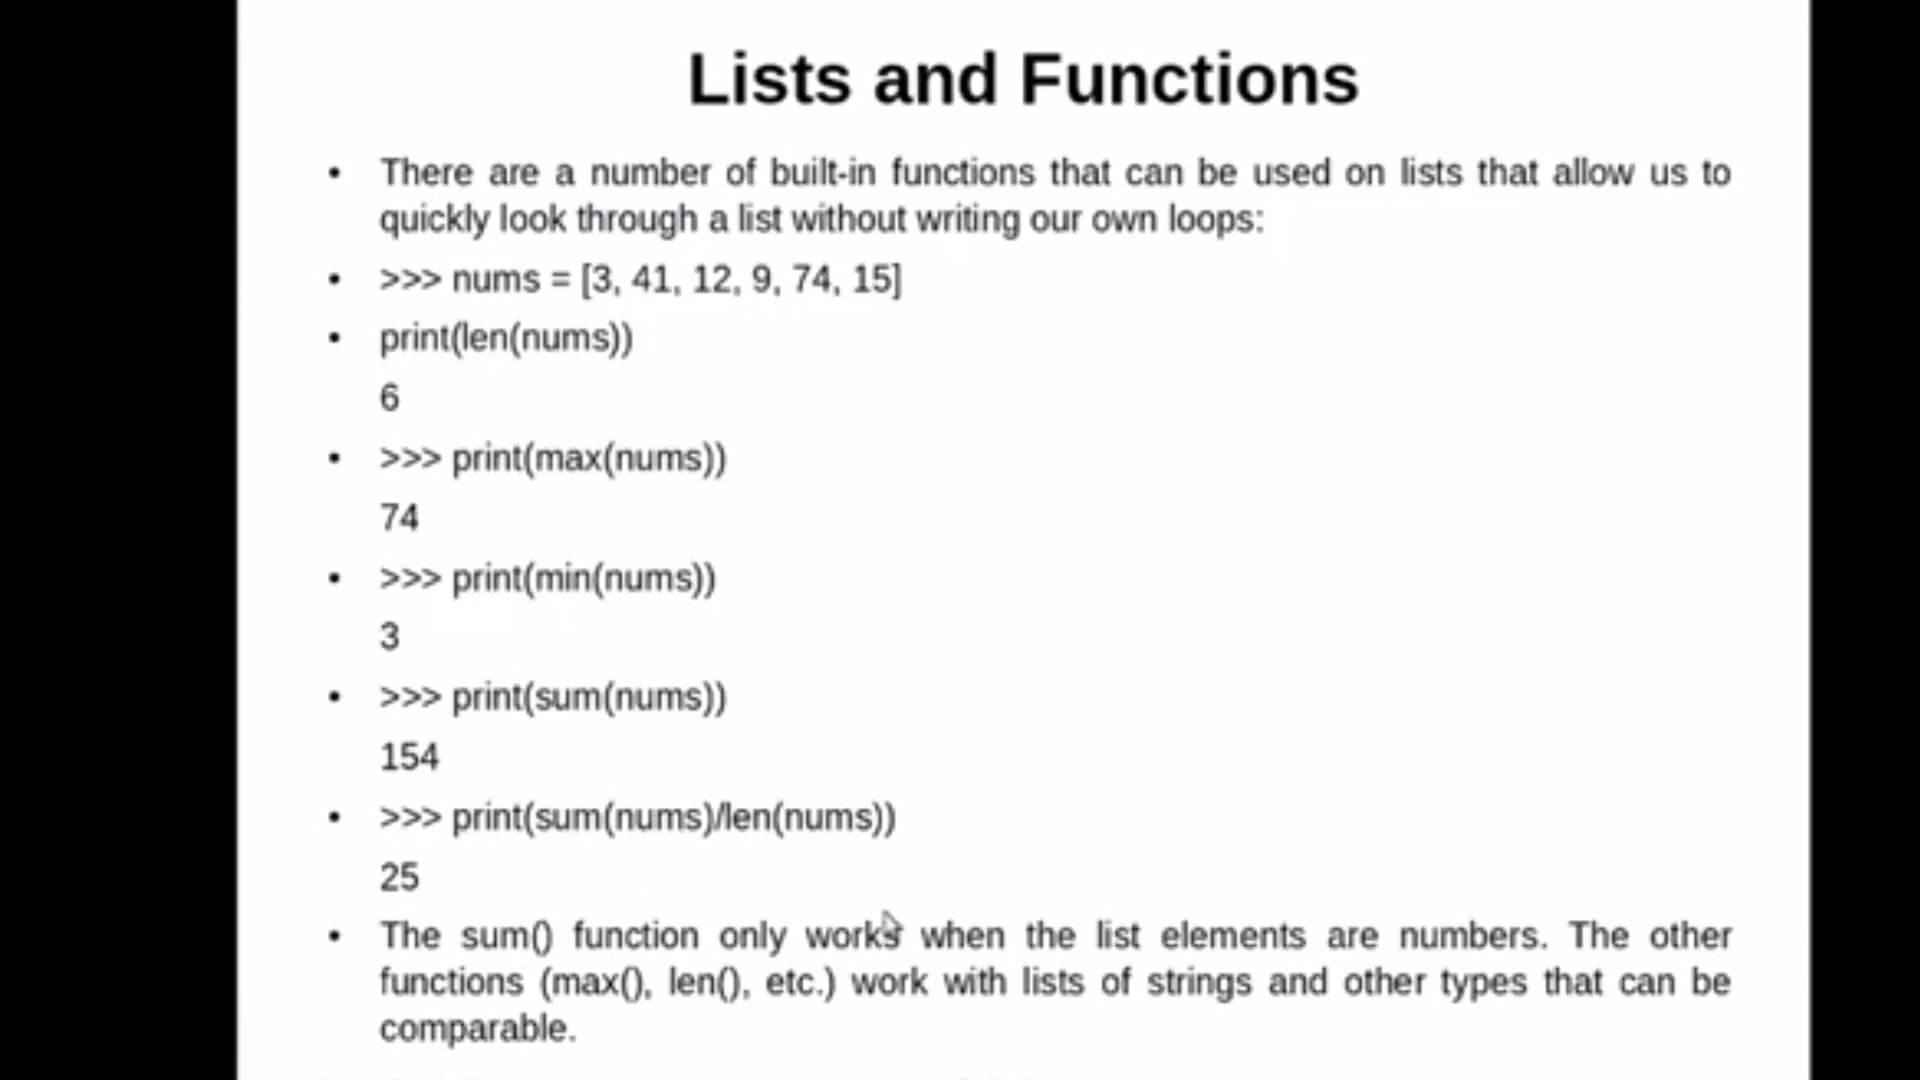 Lists and Functions
• There are a number of built-in functions that can be used on lists that allow us to
quickly look through a list without writing our own loops:
• >>> nums = [3, 41, 12, 9, 74, 15]
• print(len(nums))
6
• >>> print(max(nums))
74
• >>> print(min(nums))
3
• >>> print(sum(nums))
154
• >>> print(sum(nums)/len(nums))
25
• The sum() function only works when the list elements are numbers. The other
functions (max(), len(), etc.) work with lists of strings and other types that can be
comparable.